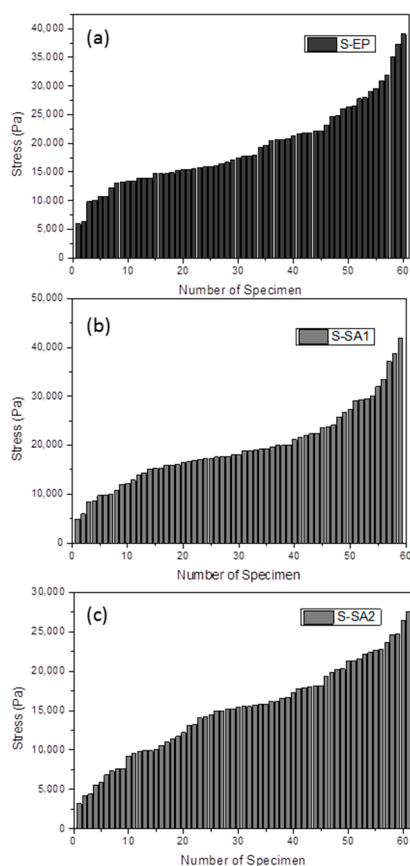 (a)
S-EP
40,000
35,000
30,000
25,000
20,000
15,000
10,000
5,000
0
Stress (Pa)
0 10 20 30 40 50 60
Number of Specimen
(b)
S-SA1
50,000
40,000
30,000
20,000
10,000
0
Stress (Pa)
0 10 20 30 40 50 60
Number of Specimen
(c)
S-SA2
30,000
25,000
20,000
15,000
10,000
5,000
0
Stress (Pa)
0 10 20 30 40 50 60
Number of Specimen